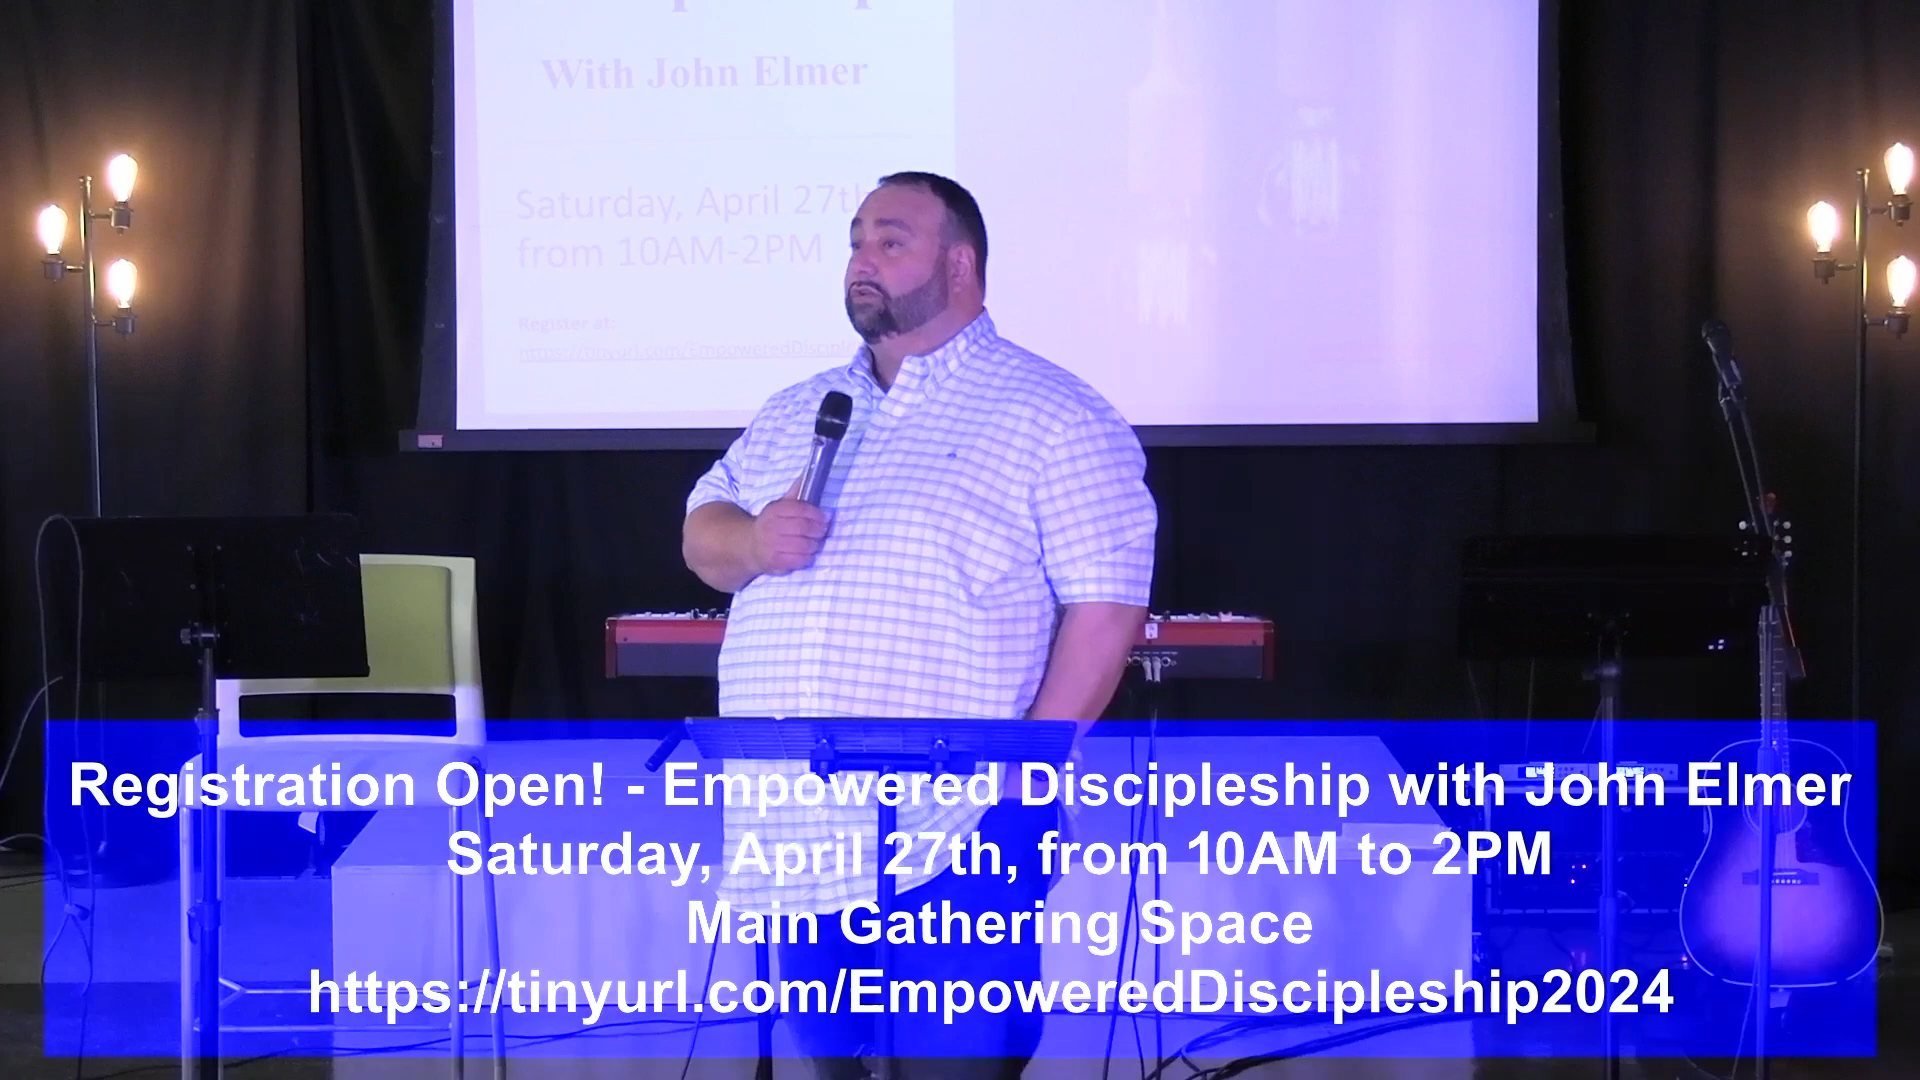 With John Elmer
Saturday, April 27th
from 10AM-2PM
Register at:
Registration Open! - Empowered Discipleship with John Elmer
Saturday, April 27th, from 10AM to 2PM
Main Gathering Space
https://tinyurl.com/EmpoweredDiscipleship2024